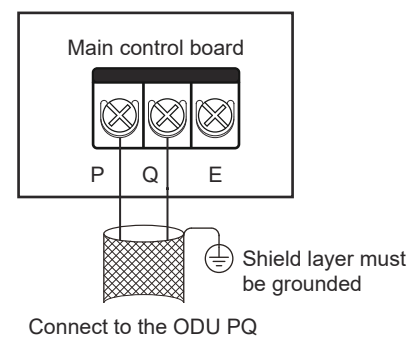 Main control board
P Q E
Shield layer must
be grounded
Connect to the ODU PQ